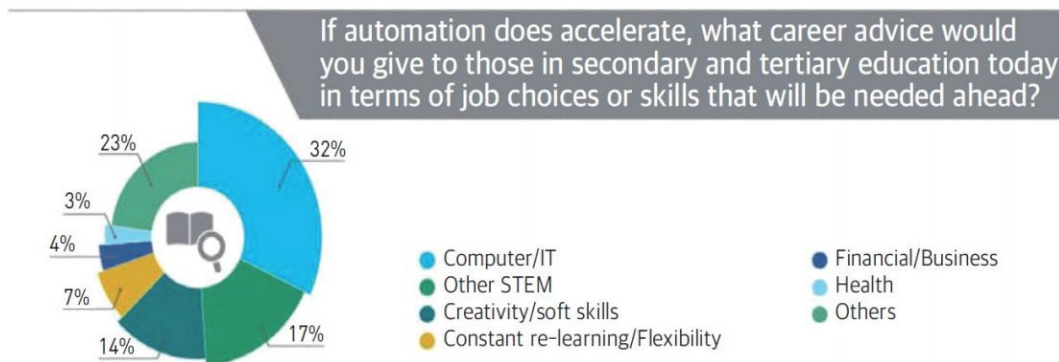 If automation does accelerate, what career advice would
you give to those in secondary and tertiary education today
in terms of job choices or skills that will be needed ahead?
23%
32%
3%
4%
7%
14%
17%
Computer/IT
Other STEM
Creativity/soft skills
Constant re-learning/Flexibility
Financial/Business
Health
Others